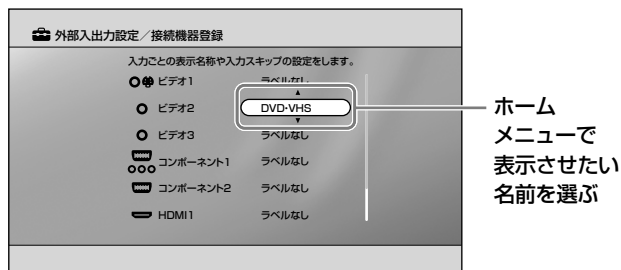 外部入出力設定／接続機器登録
入力ごとの表示名称や入力スキップの設定をします。
ビデオ1 ラベルなし
ビデオ2 DVD・VHS
ビデオ3 ラベルなし
コンポーネント1 ラベルなし
コンポーネント2 ラベルなし
HDMI1 ラベルなし
ホーム
メニューで
表示させたい
名前を選ぶ